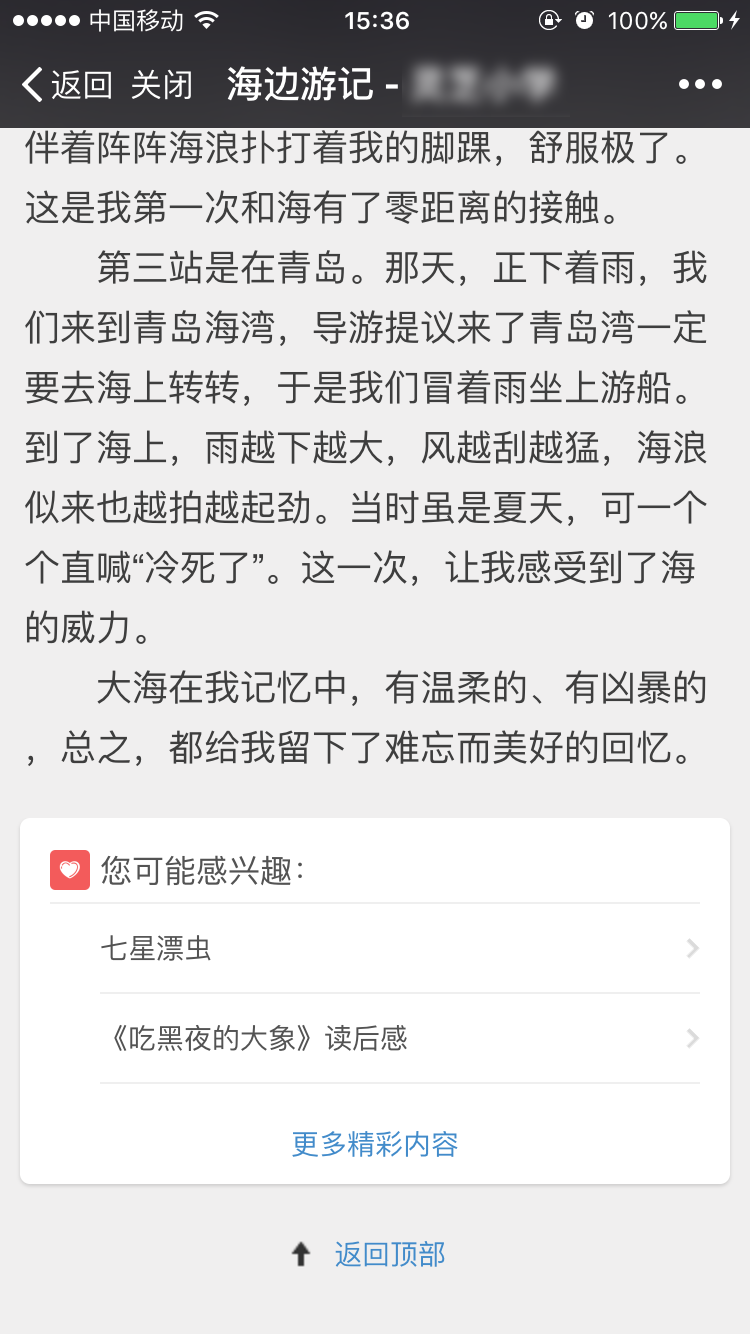 中国移动 15:36 100%
返回 关闭 海边游记 -
伴着阵阵海浪扑打着我的脚踝，舒服极了。
这是我第一次和海有了零距离的接触。
第三站是在青岛。那天，正下着雨，我
们来到青岛海湾，导游提议来了青岛湾一定
要去海上转转，于是我们冒着雨坐上游船。
到了海上，雨越下越大，风越刮越猛，海浪
似来也越拍越起劲。当时虽是夏天，可一个
个直喊“冷死了”。这一次，让我感受到了海
的威力。
大海在我记忆中，有温柔的、有凶暴的
，总之，都给我留下了难忘而美好的回忆。
您可能感兴趣：
七星漂虫
《吃黑夜的大象》读后感
更多精彩内容
返回顶部